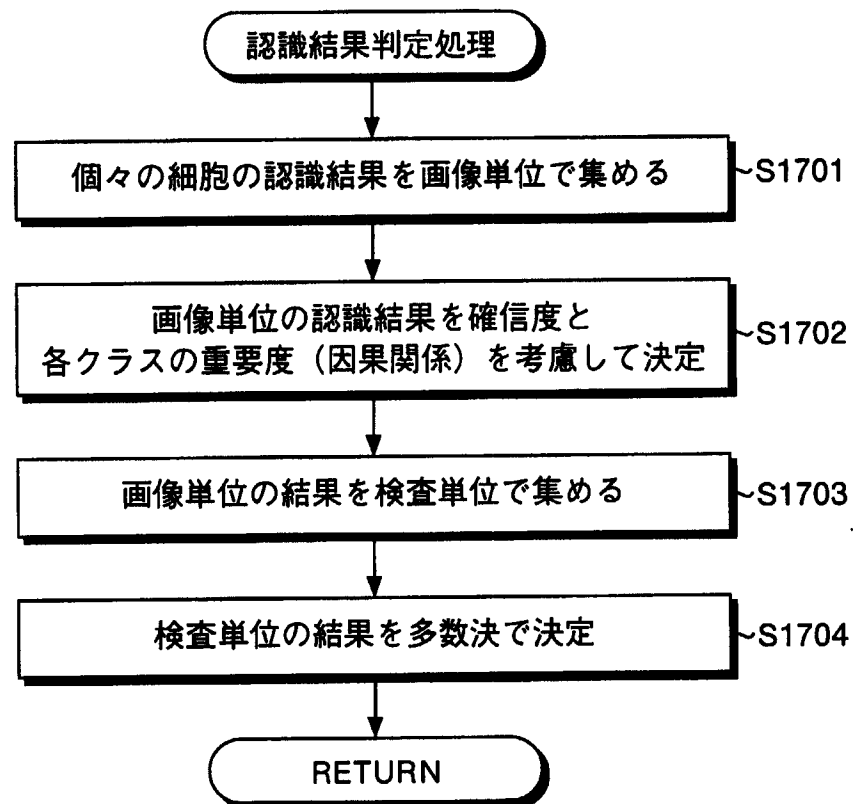 認識結果判定処理
個々の細胞の認識結果を画像単位で集める
~S1701
画像単位の認識結果を確信度と
各クラスの重要度（因果関係）を考慮して決定
~S1702
画像単位の結果を検査単位で集める
~S1703
検査単位の結果を多数決で決定
~S1704
RETURN